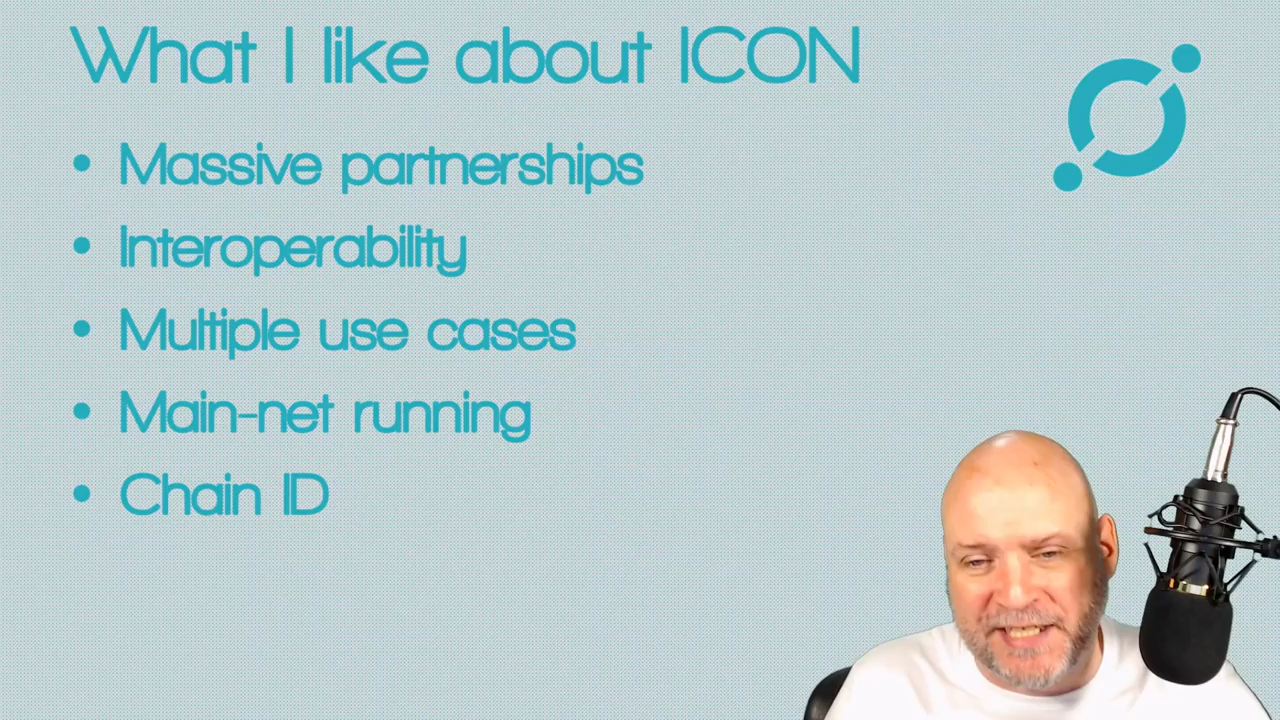 What I like about ICON
• Massive partnerships
• Interoperability
• Multiple use cases
• Main-net running
• Chain ID